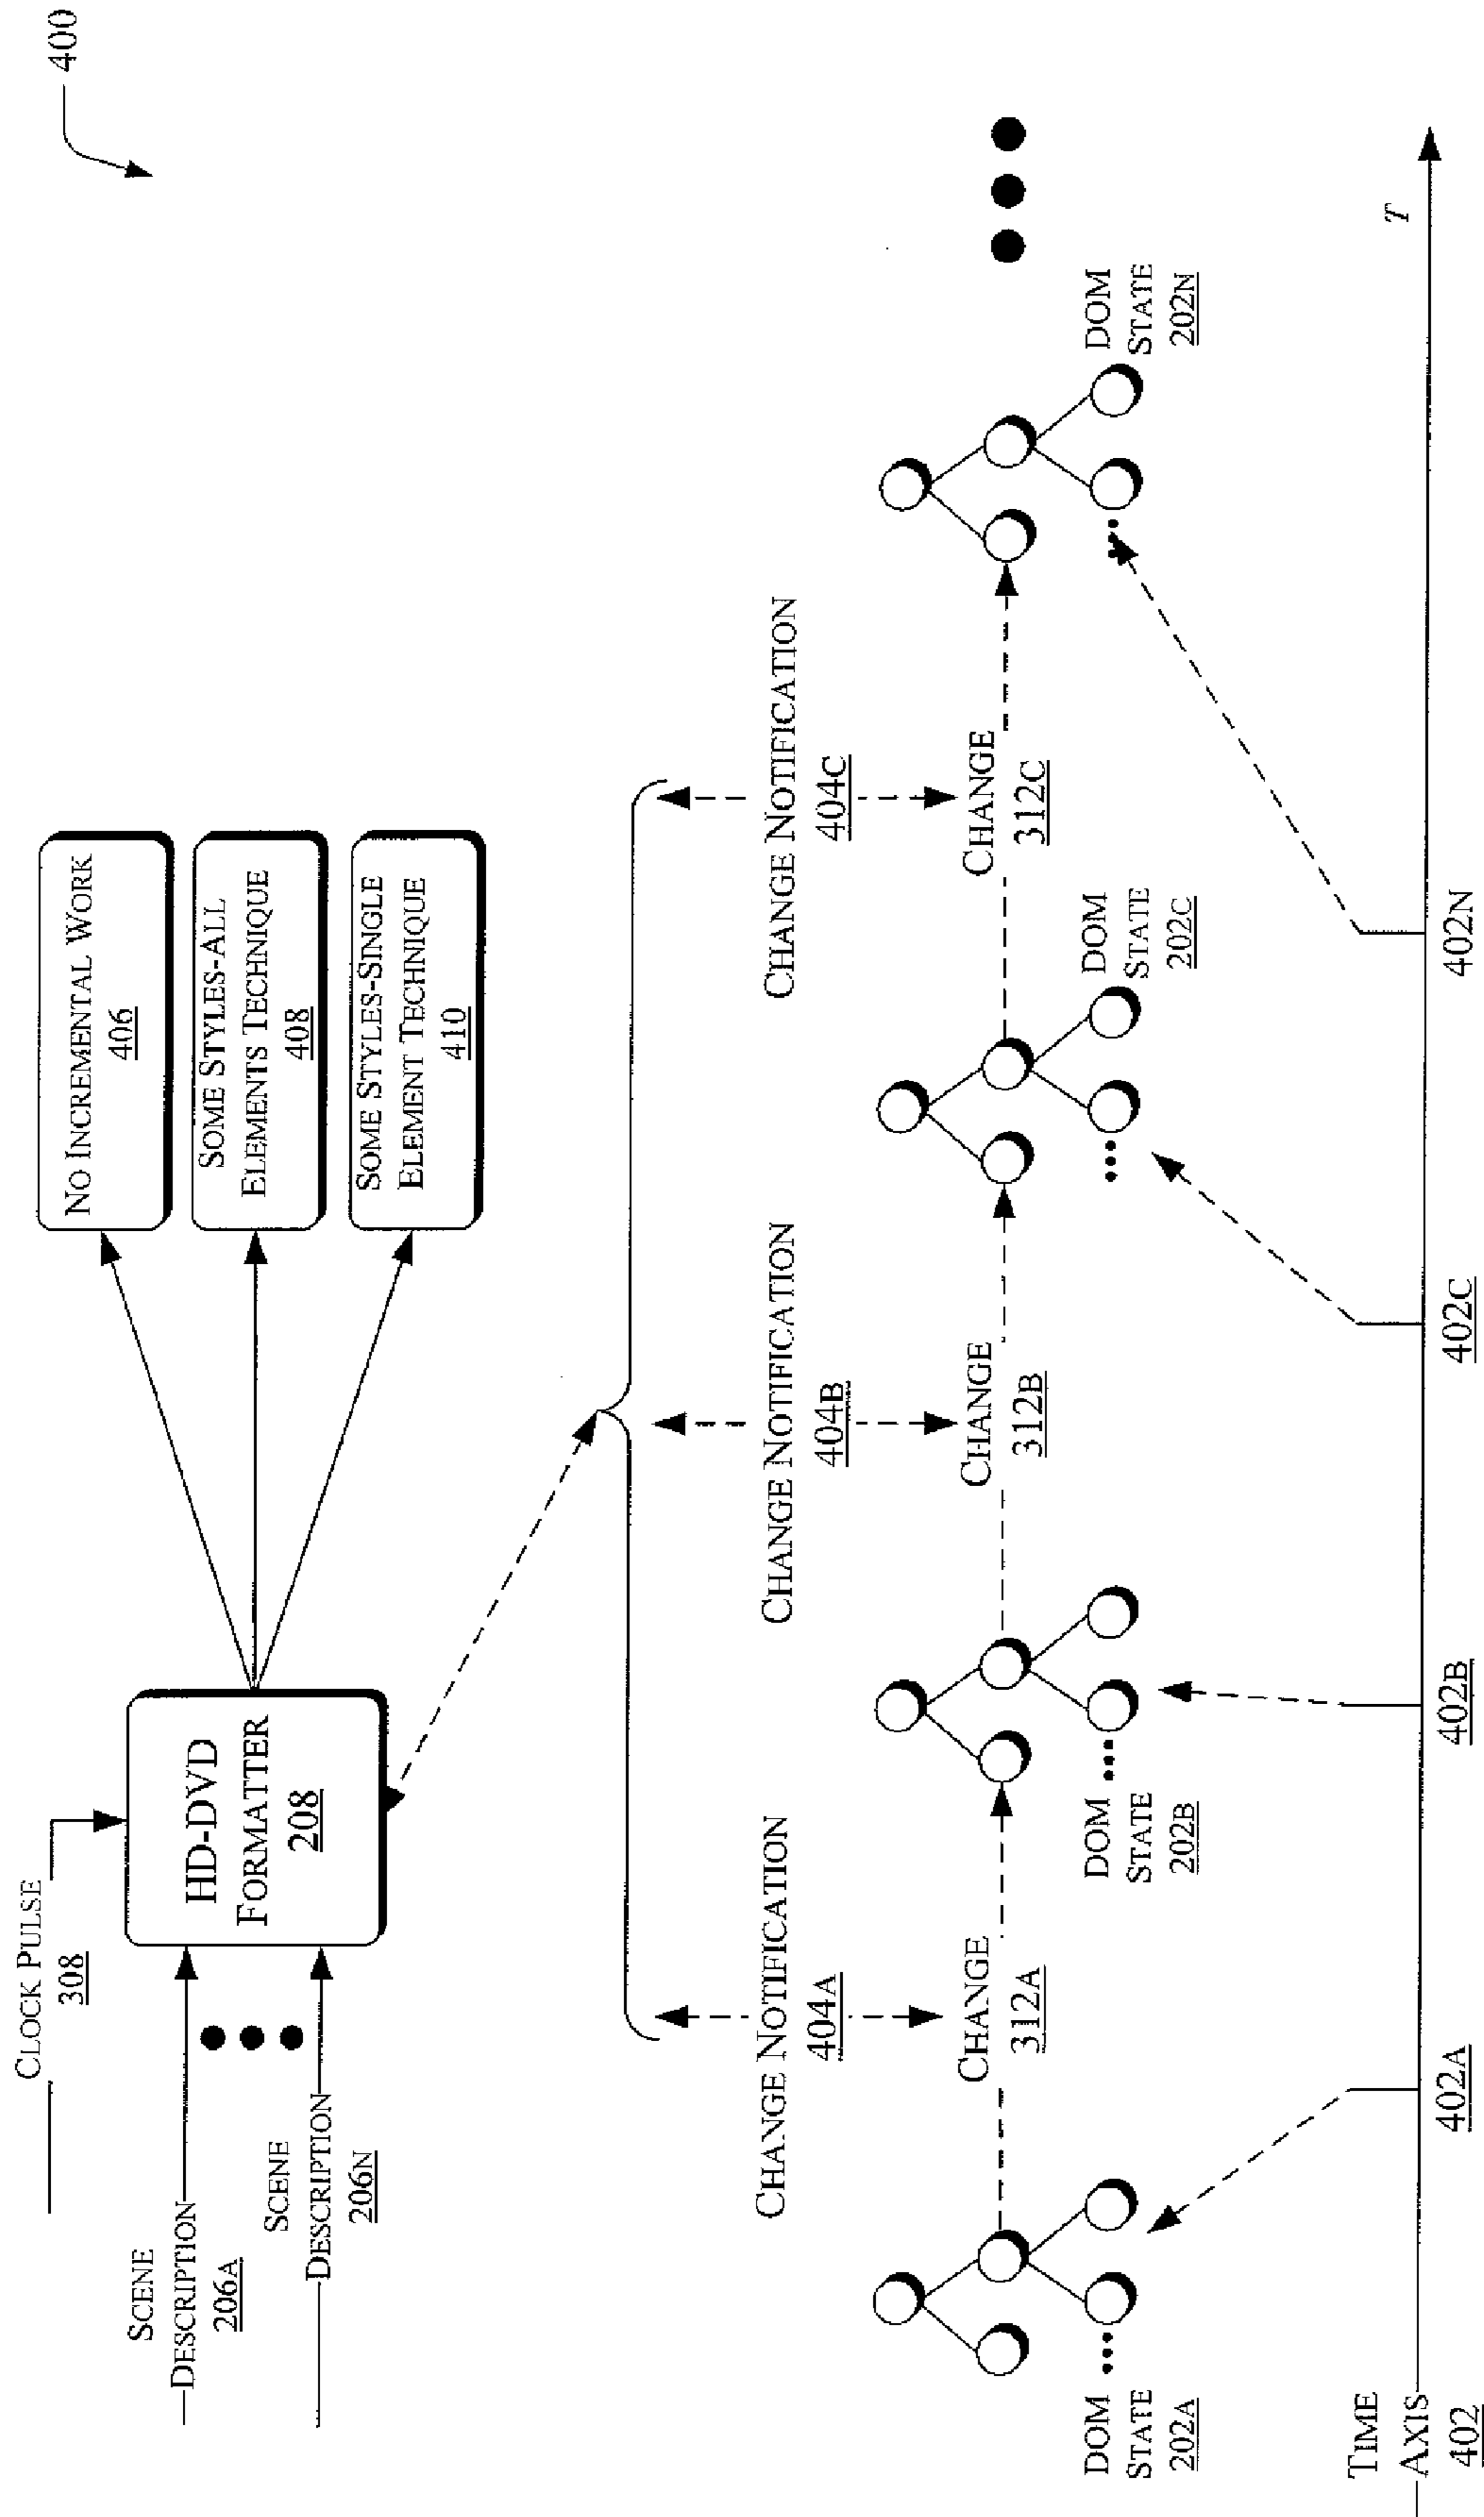 400
CLOCK PULSE
308
SCENE
DESCRIPTION
206A
SCENE
DESCRIPTION
206N
HD-DVD
FORMATTER
208
NO INCREMENTAL WORK
406
SOME STYLES-ALL
ELEMENTS TECHNIQUE
408
SOME STYLES-SINGLE
ELEMENT TECHNIQUE
410
CHANGE NOTIFICATION
404A
CHANGE NOTIFICATION
404B
CHANGE NOTIFICATION
404C
CHANGE
312A
CHANGE
312B
CHANGE
312C
DOM
STATE
202A
DOM
STATE
202B
DOM
STATE
202C
DOM
STATE
202N
TIME
AXIS
402
402A
402B
402C
402N
T